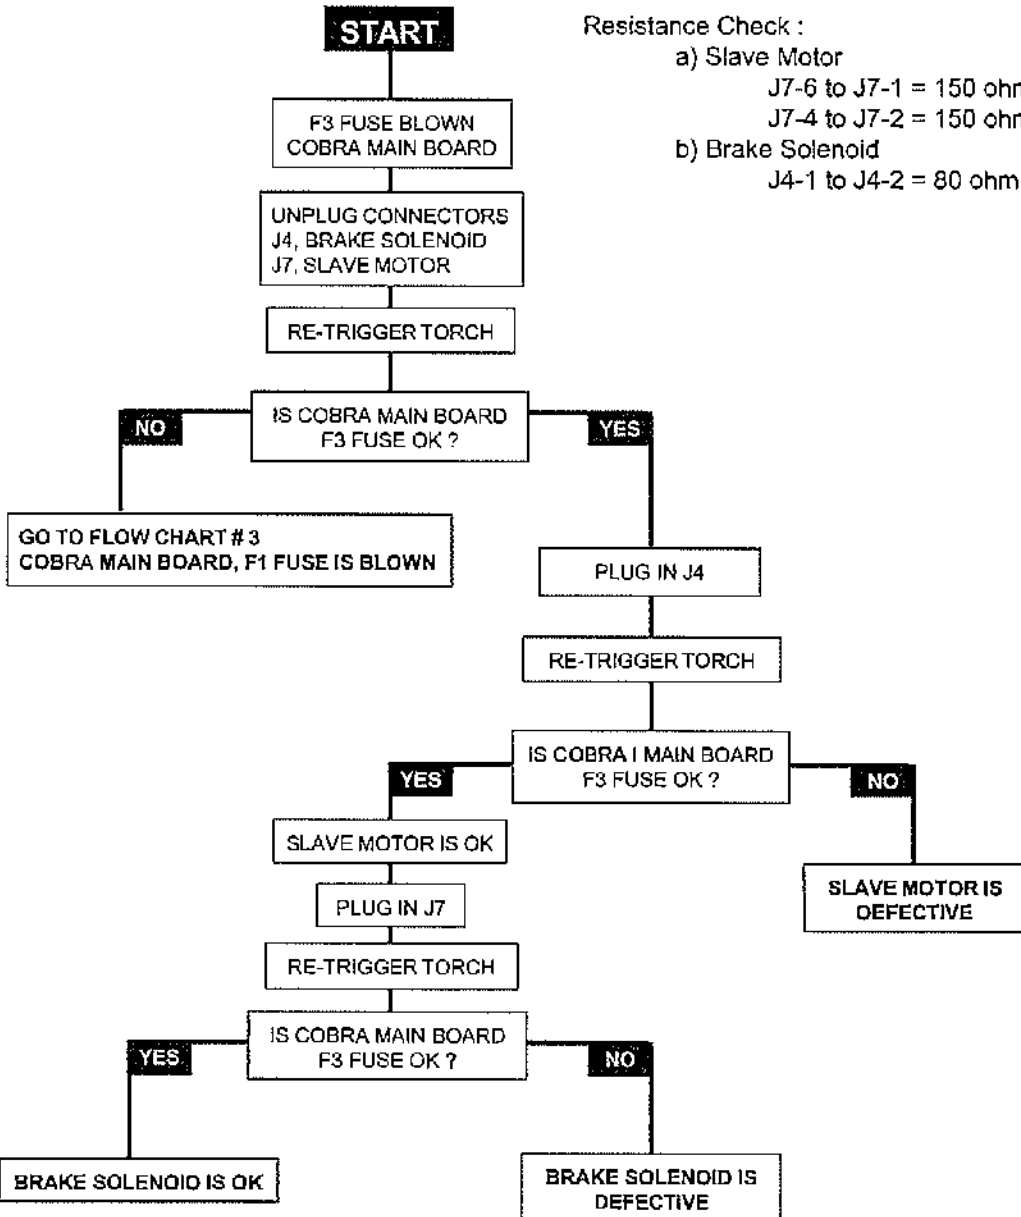 START
Resistance Check :
a) Slave Motor
J7-6 to J7-1 = 150 ohm
J7-4 to J7-2 = 150 ohm
b) Brake Solenoid
J4-1 to J4-2 = 80 ohm
F3 FUSE BLOWN
COBRA MAIN BOARD
UNPLUG CONNECTORS
J4, BRAKE SOLENOID
J7, SLAVE MOTOR
RE-TRIGGER TORCH
IS COBRA MAIN BOARD
F3 FUSE OK ?
NO
YES
GO TO FLOW CHART # 3
COBRA MAIN BOARD, F1 FUSE IS BLOWN
PLUG IN J4
RE-TRIGGER TORCH
IS COBRA I MAIN BOARD
F3 FUSE OK ?
YES
NO
SLAVE MOTOR IS OK
SLAVE MOTOR IS
DEFECTIVE
PLUG IN J7
RE-TRIGGER TORCH
IS COBRA MAIN BOARD
F3 FUSE OK ?
YES
NO
BRAKE SOLENOID IS OK
BRAKE SOLENOID IS
DEFECTIVE